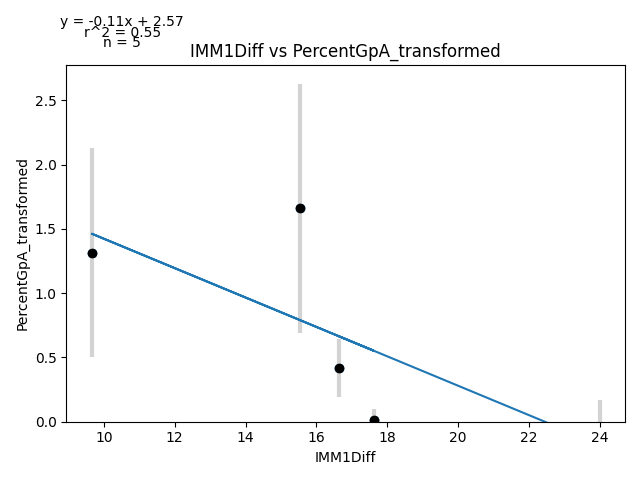 y = -0.11x + 2.57
r^2 = 0.55
n = 5
IMM1Diff vs PercentGpA_transformed
2.5
2.0
1.5
1.0
0.5
0.0
PercentGpA_transformed
10 12 14 16 18 20 22 24
IMM1Diff